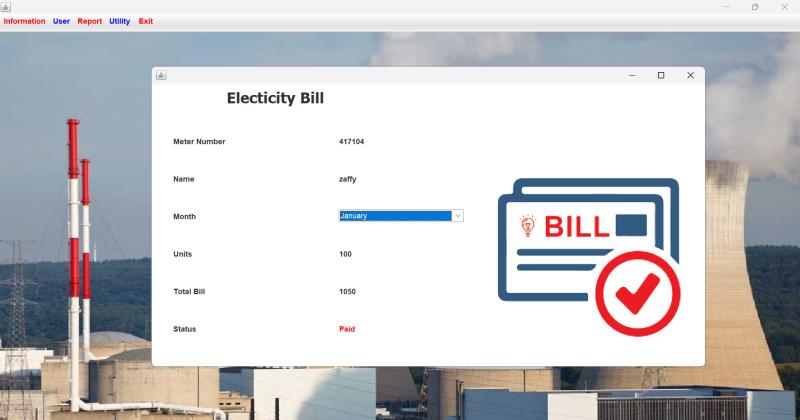 Information User Report Utility Exit
Electicity Bill
Meter Number 417104
Name zaffy
Month January
Units 100
Total Bill 1050
Status Paid
BILL